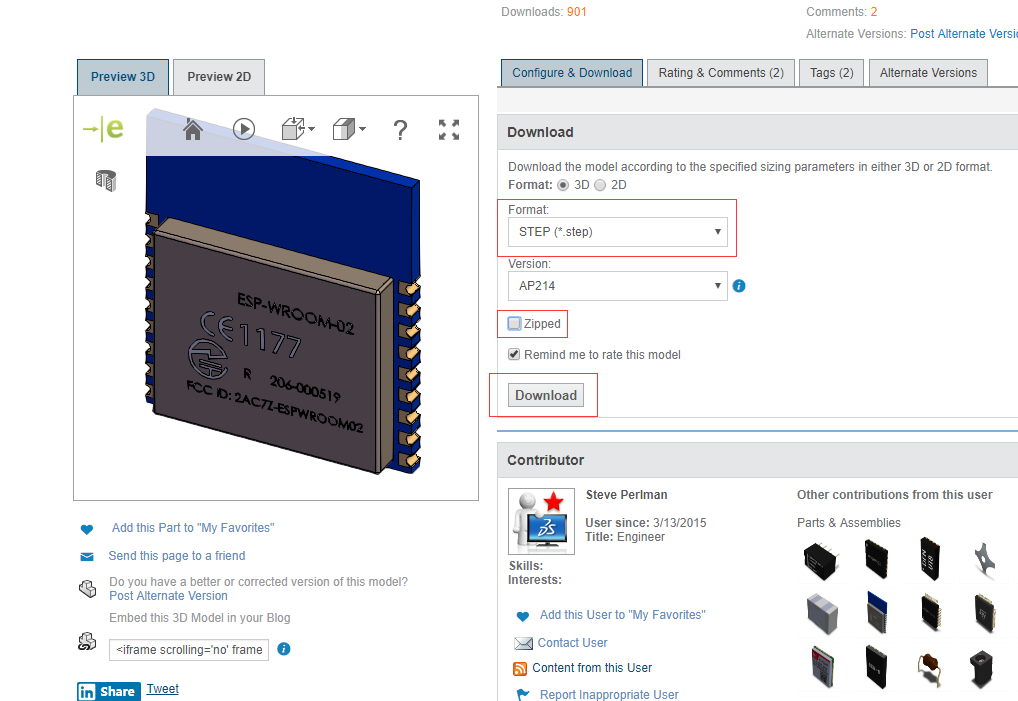 Downloads: 901
Comments: 2
Alternate Versions: Post Alternate Versi
Preview 3D
Preview 2D
e
?
ESP-WROOM-02
CE1177
R 206-000519
FCC ID: 2AC7Z-ESPWROOM02
Add this Part to "My Favorites"
Send this page to a friend
Do you have a better or corrected version of this model?
Post Alternate Version
Embed this 3D Model in your Blog
<iframe scrolling='no' frame
i
in Share
Tweet
Configure & Download
Rating & Comments (2)
Tags (2)
Alternate Versions
Download
Download the model according to the specified sizing parameters in either 3D or 2D format.
Format: 3D 2D
Format:
STEP (*.step)
Version:
AP214
i
Zipped
Remind me to rate this model
Download
Contributor
Steve Perlman
User since: 3/13/2015
Title: Engineer
Skills:
Interests:
Add this User to "My Favorites"
Contact User
Content from this User
Report Inappropriate User
Other contributions from this user
Parts & Assemblies